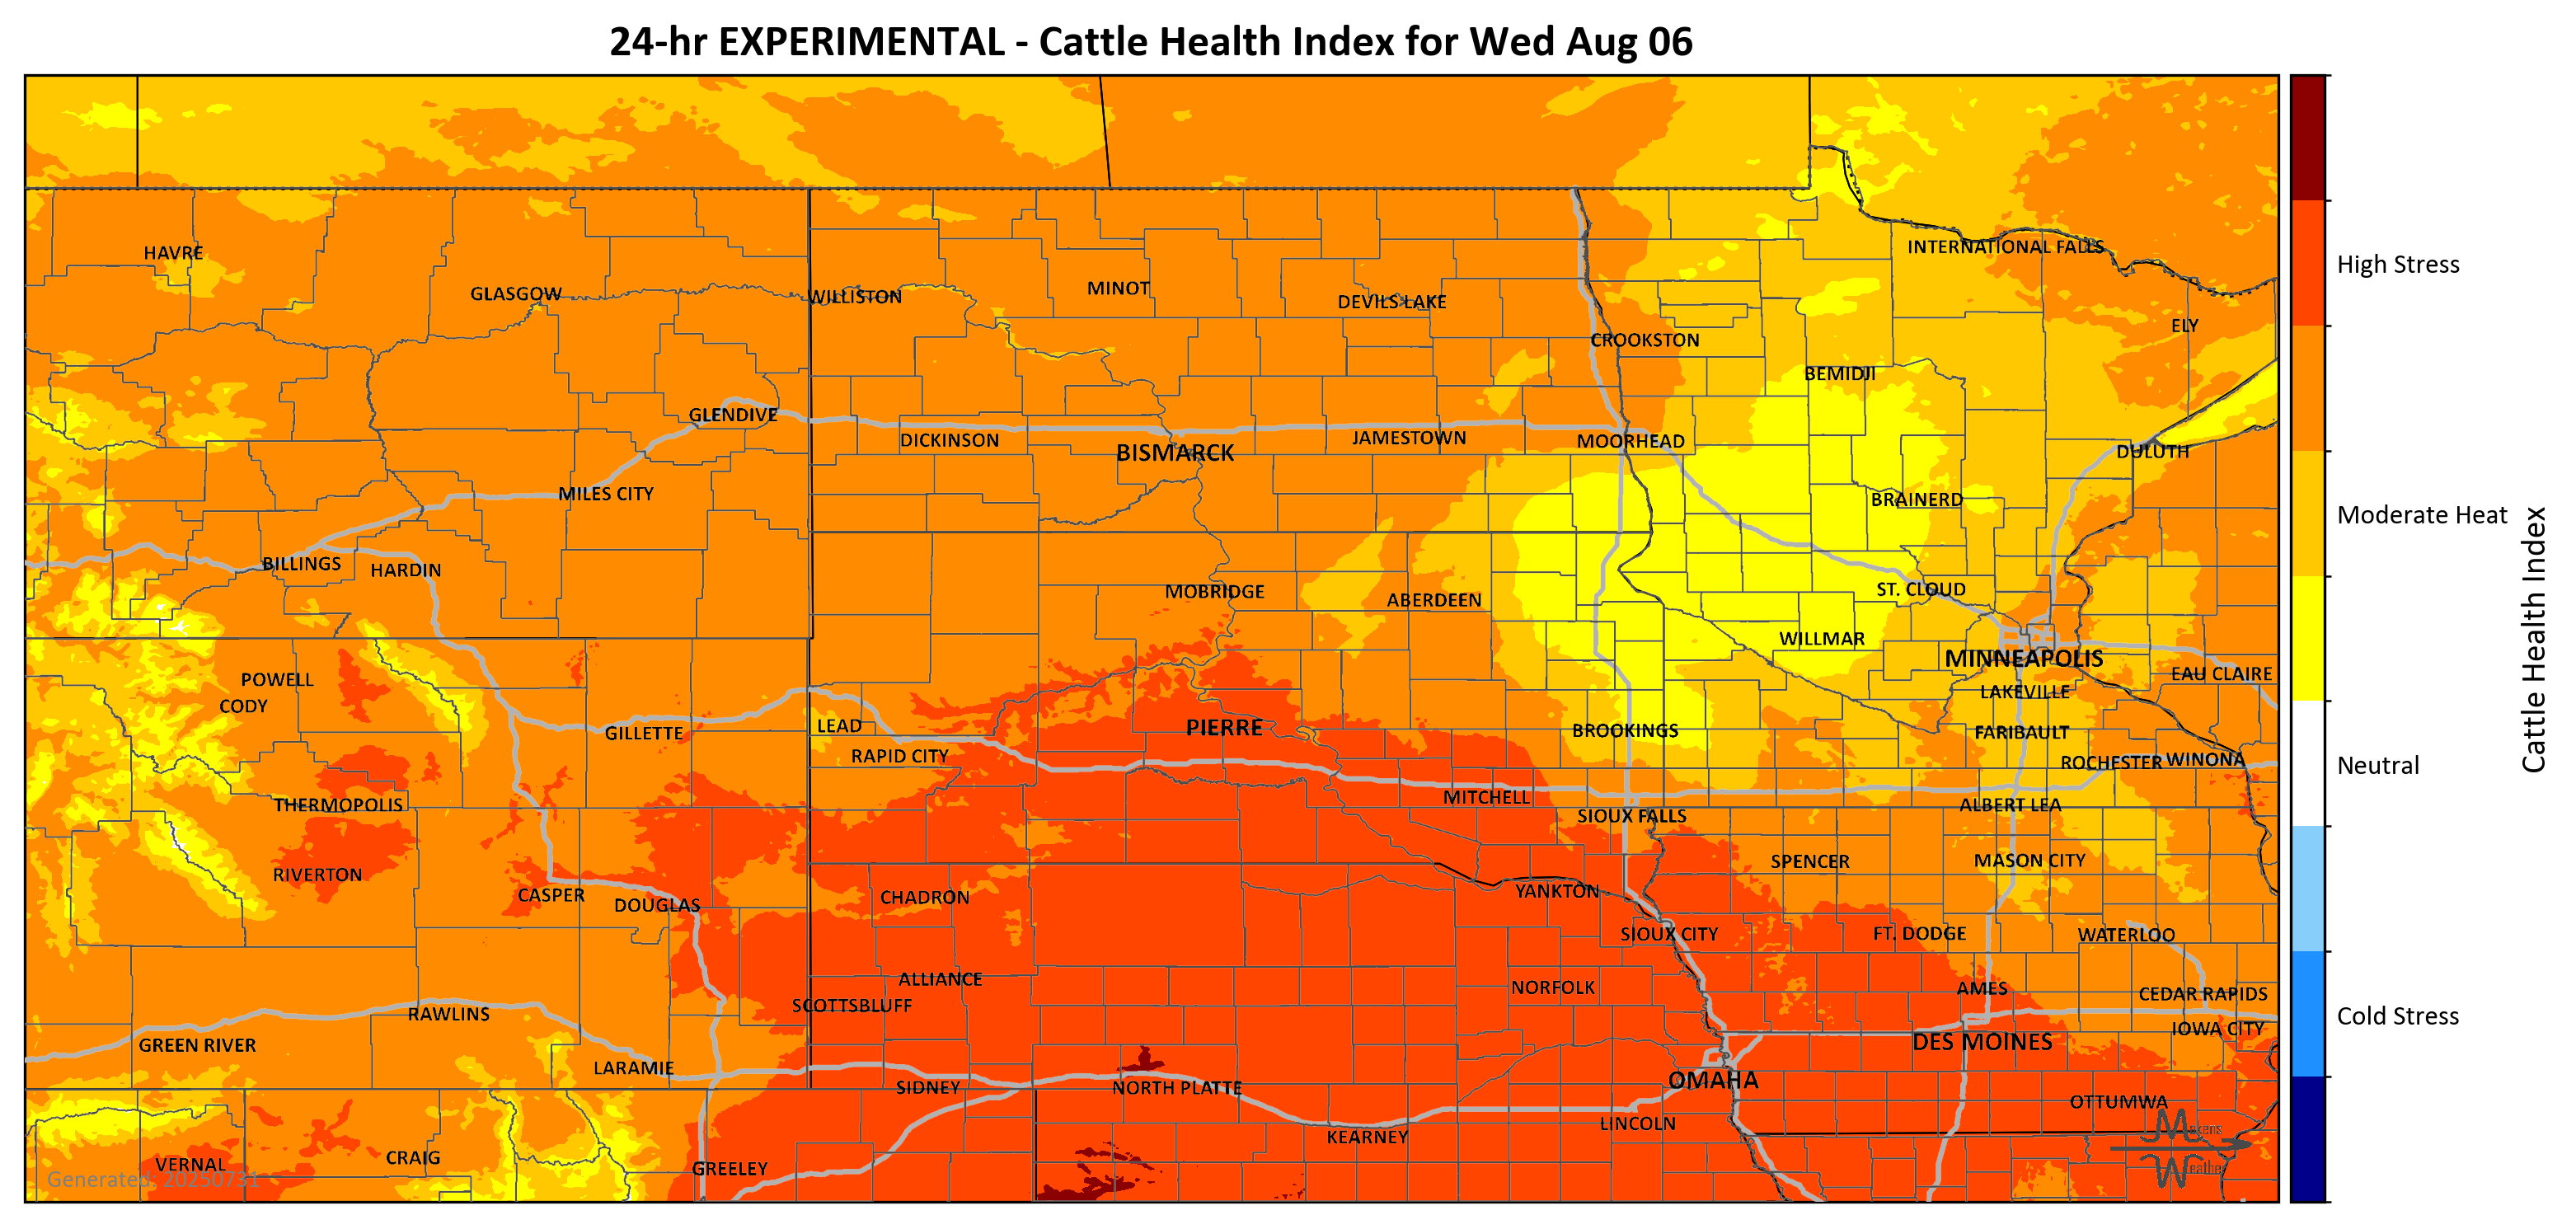 24-hr EXPERIMENTAL - Cattle Health Index for Wed Aug 06
HAVRE
INTERNATIONAL FALLS
High Stress
GLASGOW
WILLISTON
MINOT
DEVILS LAKE
ELY
CROOKSTON
BEMIDJI
GLENDIVE
DICKINSON
BISMARCK
JAMESTOWN
MOORHEAD
DULUTH
MILES CITY
BRAINERD
Moderate Heat
BILLINGS
HARDIN
MOBRIDGE
ABERDEEN
ST. CLOUD
WILLMAR
MINNEAPOLIS
Cattle Health Index
POWELL
EAU CLAIRE
CODY
LAKEVILLE
GILLETTE
LEAD
PIERRE
BROOKINGS
FARIBAULT
RAPID CITY
ROCHESTER
WINONA
Neutral
THERMOPOLIS
MITCHELL
SIOUX FALLS
ALBERT LEA
RIVERTON
SPENCER
MASON CITY
CASPER
DOUGLAS
CHADRON
YANKTON
SIOUX CITY
FT. DODGE
WATERLOO
ALLIANCE
NORFOLK
AMES
CEDAR RAPIDS
SCOTTSBLUFF
RAWLINS
Cold Stress
GREEN RIVER
DES MOINES
IOWA CITY
LARAMIE
SIDNEY
NORTH PLATTE
OMAHA
LINCOLN
OTTUMWA
KEARNEY
VERNAL
CRAIG
GREELEY
Makens
Weather
Generated: 20250731